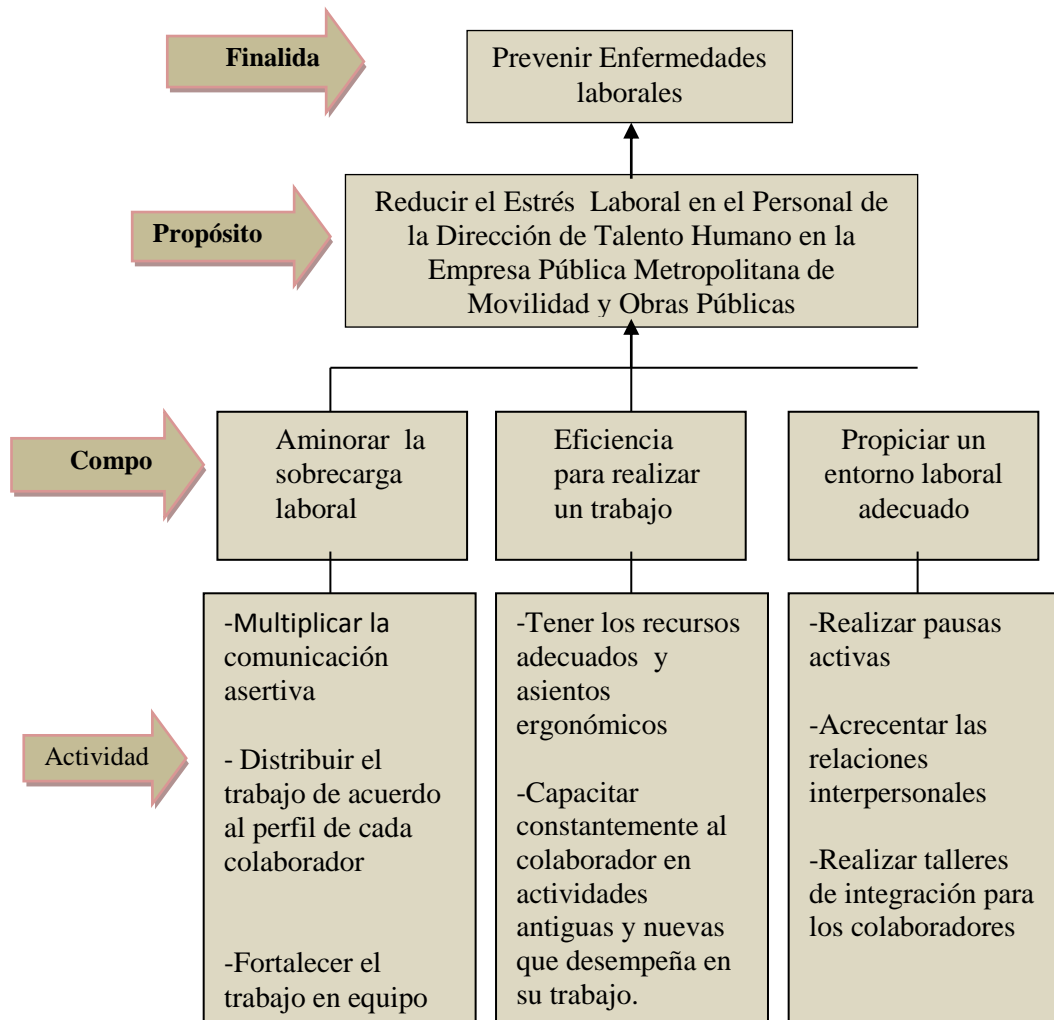 Finalida
Prevenir Enfermedades
laborales
Propósito
Reducir el Estrés Laboral en el Personal de
la Dirección de Talento Humano en la
Empresa Pública Metropolitana de
Movilidad y Obras Públicas
Compo
Aminorar la
sobrecarga
laboral
Eficiencia
para realizar
un trabajo
Propiciar un
entorno laboral
adecuado
Actividad
-Multiplicar la
comunicación
asertiva
- Distribuir el
trabajo de acuerdo
al perfil de cada
colaborador
-Fortalecer el
trabajo en equipo
-Tener los recursos
adecuados y
asientos
ergonómicos
-Capacitar
constantemente al
colaborador en
actividades
antiguas y nuevas
que desempeña en
su trabajo.
-Realizar pausas
activas
-Acrecentar las
relaciones
interpersonales
-Realizar talleres
de integración para
los colaboradores